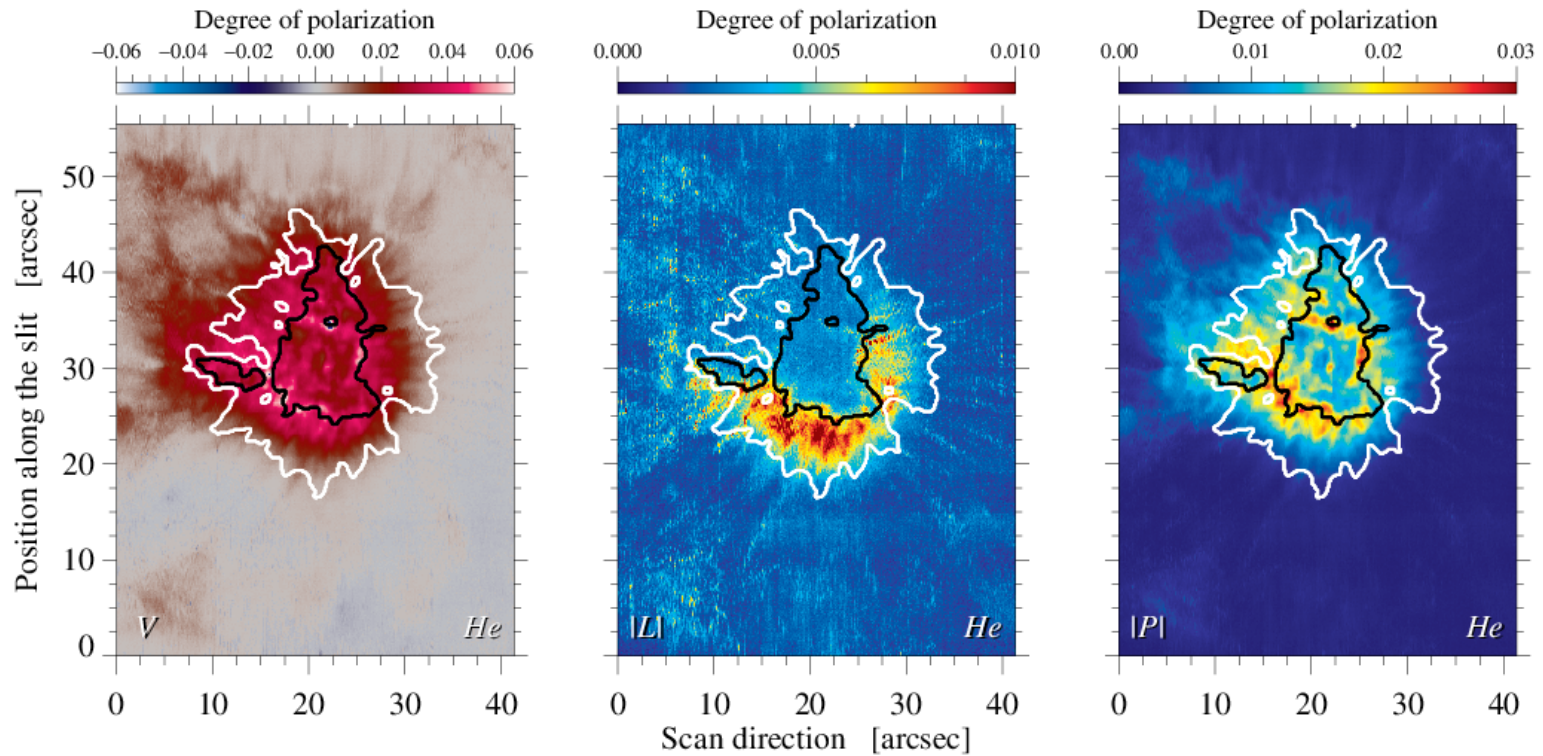 Degree of polarization Degree of polarization Degree of polarization
−0.06 −0.04 −0.02 0.00 0.02 0.04 0.06 0.000 0.005 0.010 0.00 0.01 0.02 0.03
Position along the slit [arcsec]
50
40
30
20
10
0
V He |L| He |P| He
0 10 20 30 40 0 10 20 30 40 0 10 20 30 40
Scan direction [arcsec]